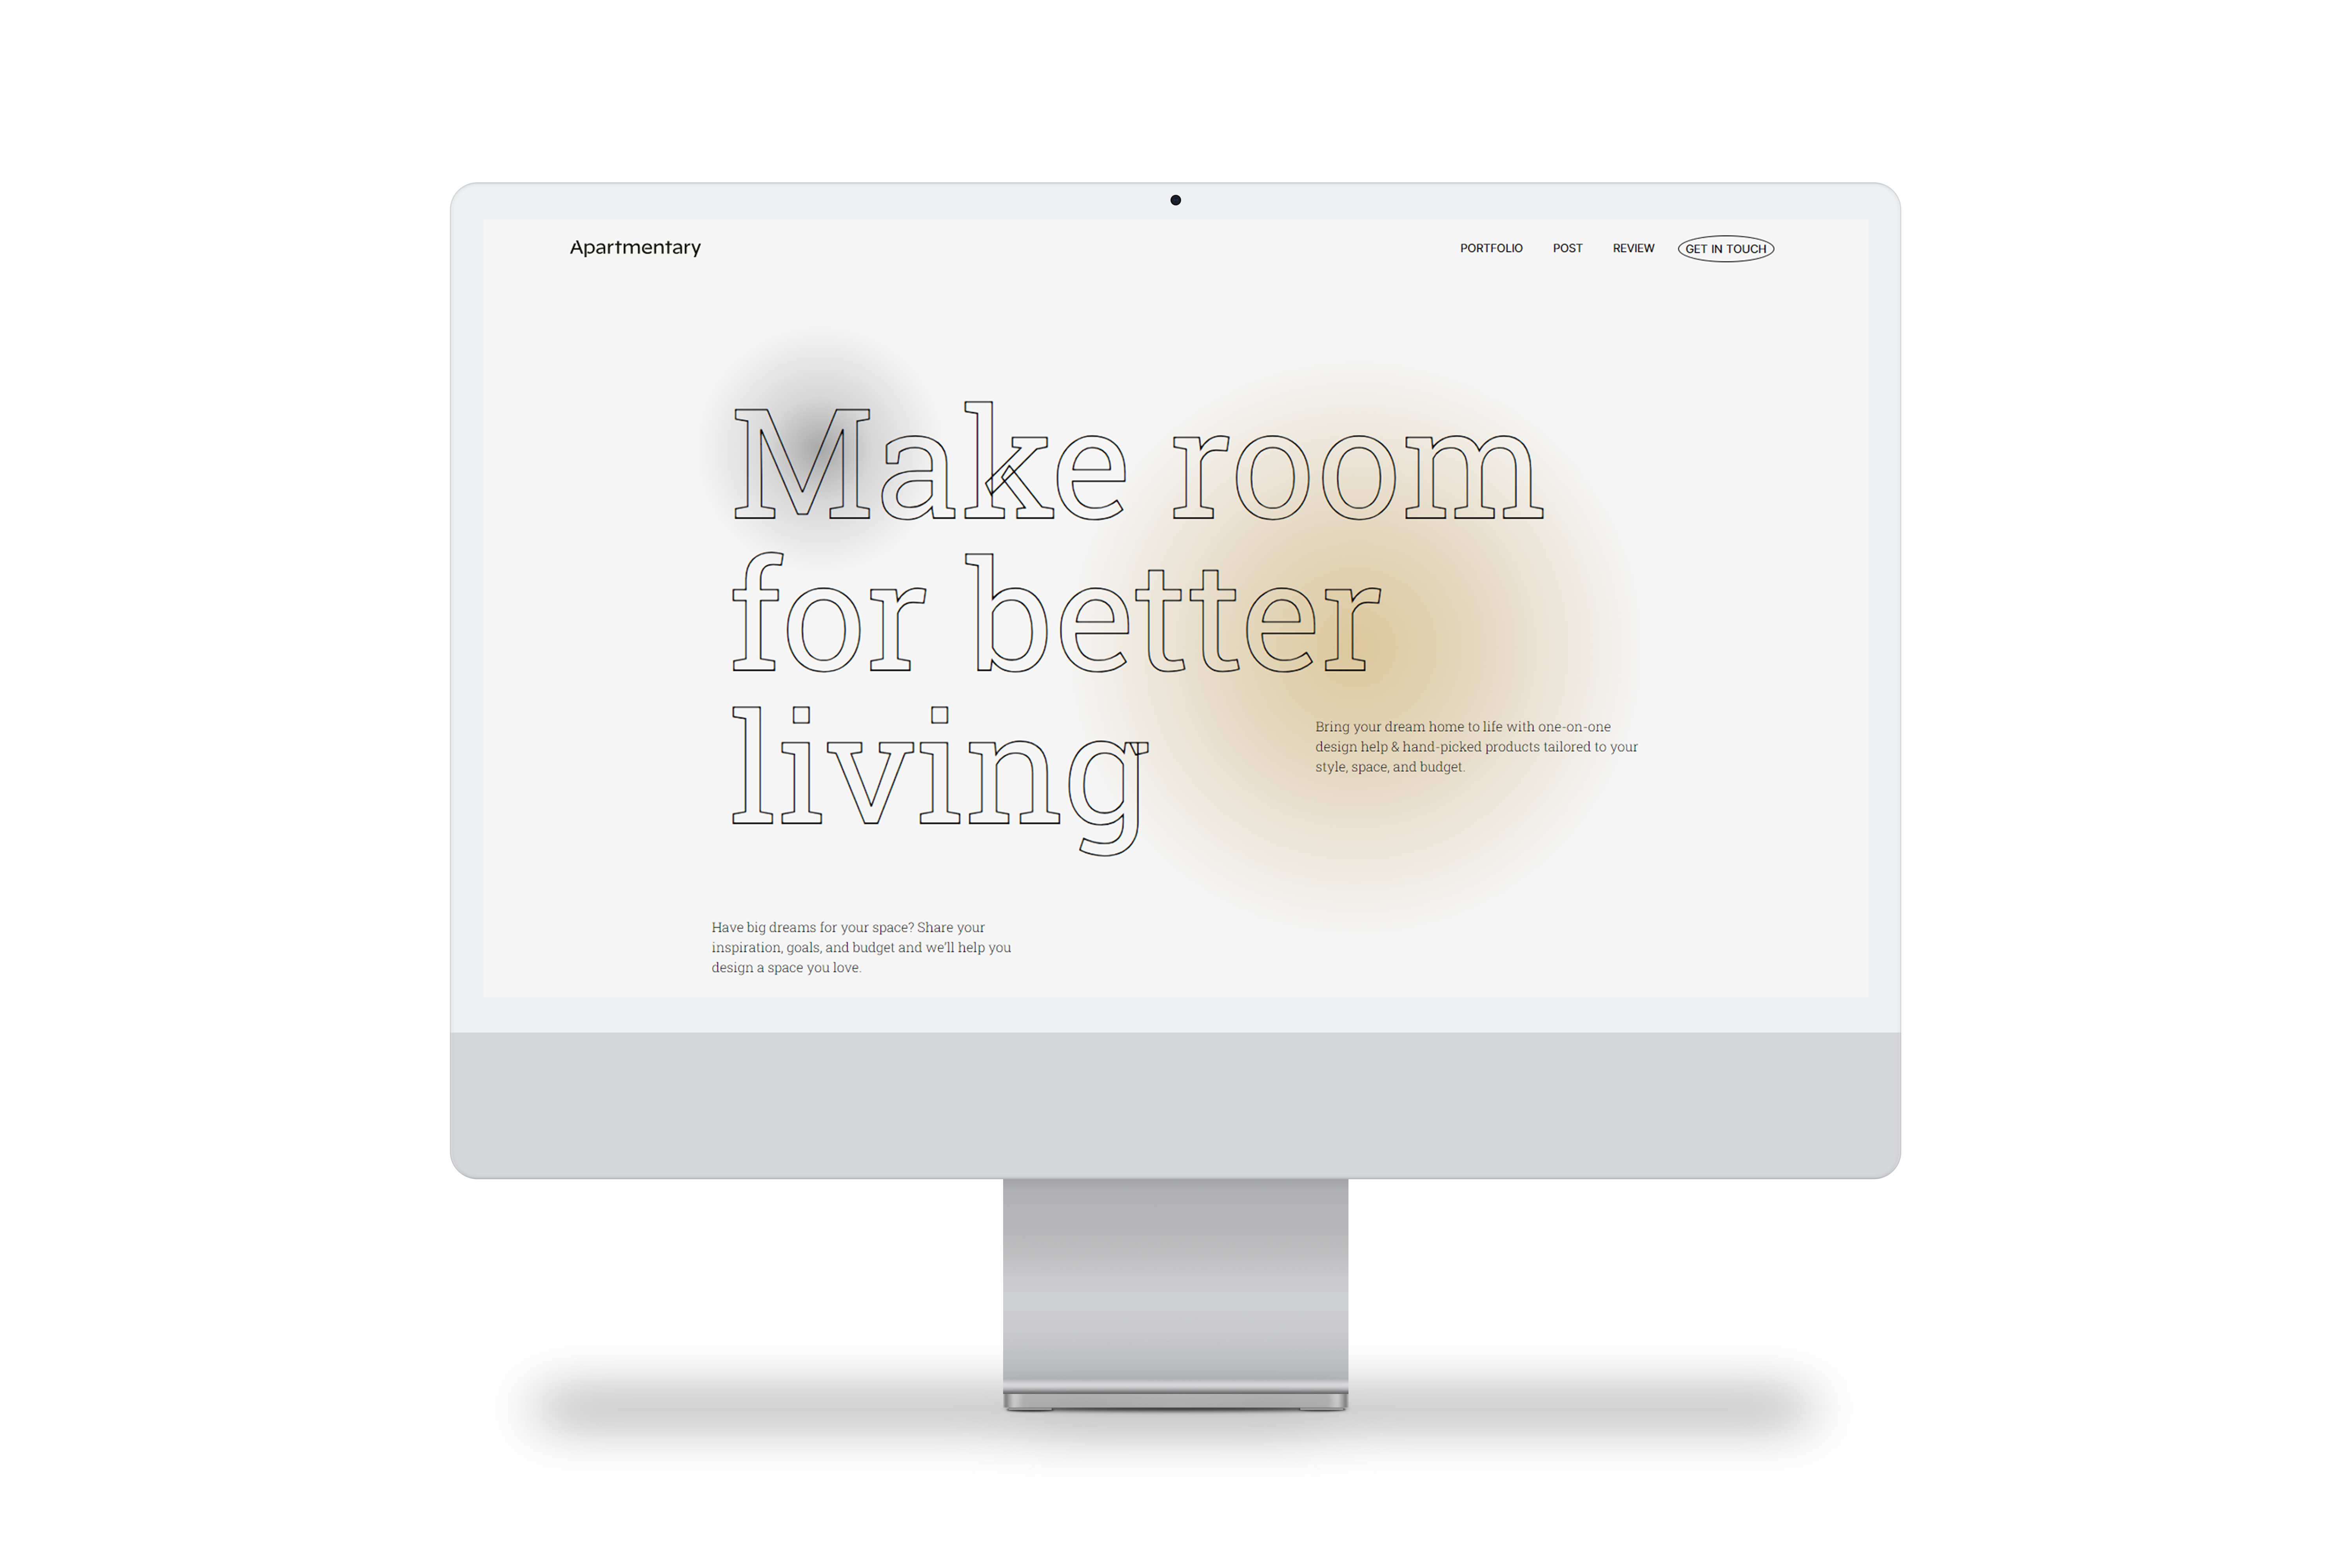 Apartmentary
PORTFOLIO POST REVIEW GET IN TOUCH
Make room
for better
living
Bring your dream home to life with one-on-one
design help & hand-picked products tailored to your
style, space, and budget.
Have big dreams for your space? Share your
inspiration, goals, and budget and we'll help you
design a space you love.